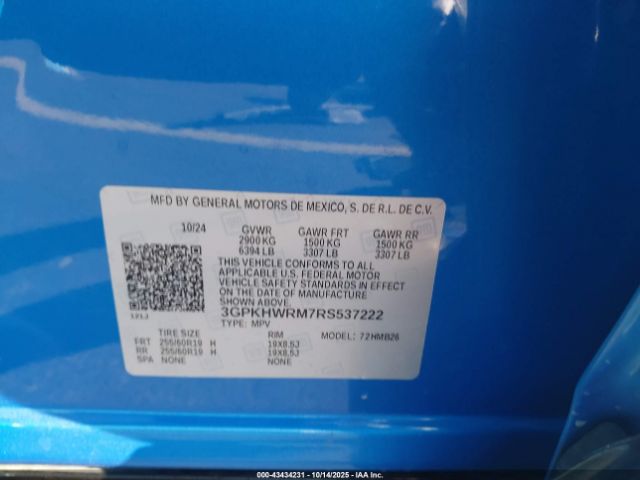 MFD BY GENERAL MOTORS DE MEXICO, S. DE R.L. DE C.V.
10/24 GVWR GAWR FRT GAWR RR
2900 KG 1500 KG 1500 KG
6394 LB 3307 LB 3307 LB
THIS VEHICLE CONFORMS TO ALL
APPLICABLE U.S. FEDERAL MOTOR
VEHICLE SAFETY STANDARDS IN EFFECT
ON THE DATE OF MANUFACTURE
SHOWN ABOVE.
121J 3GPKHWRM7RS537222
TYPE: MPV MODEL: 72HMB26
TIRE SIZE RIM
FRT 255/60R19 H 19X8.5J
RR 255/60R19 H 19X8.5J
SPA NONE NONE
000-43434231 - 10/14/2025 - IAA Inc.